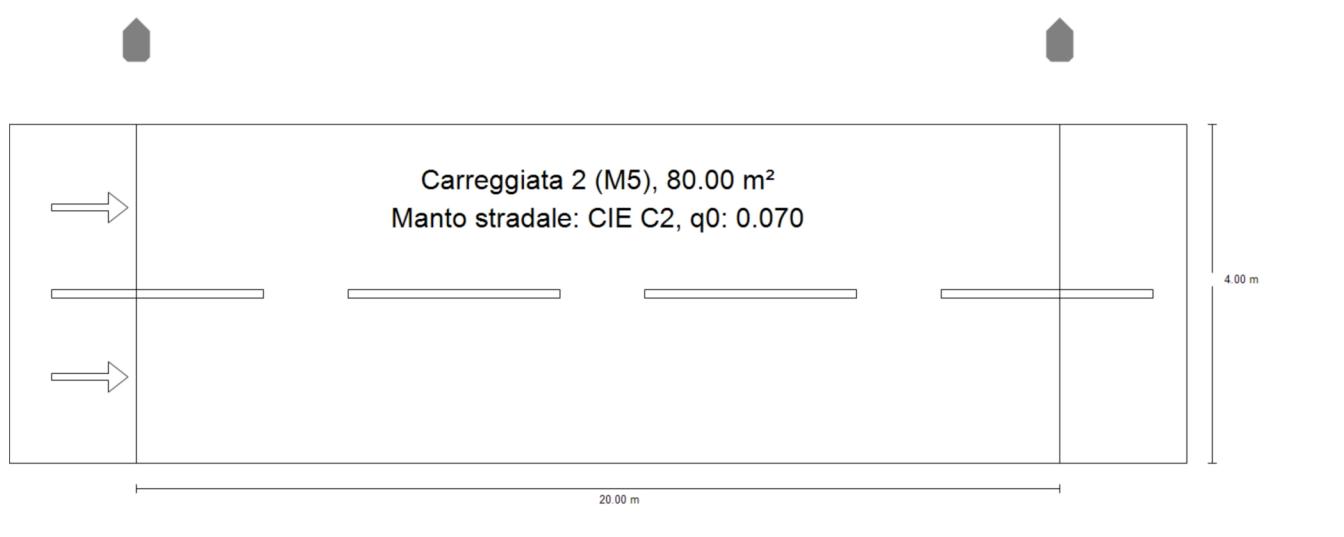 Carreggiata 2 (M5), 80.00 m²
Manto stradale: CIE C2, q0: 0.070
4.00 m
20.00 m